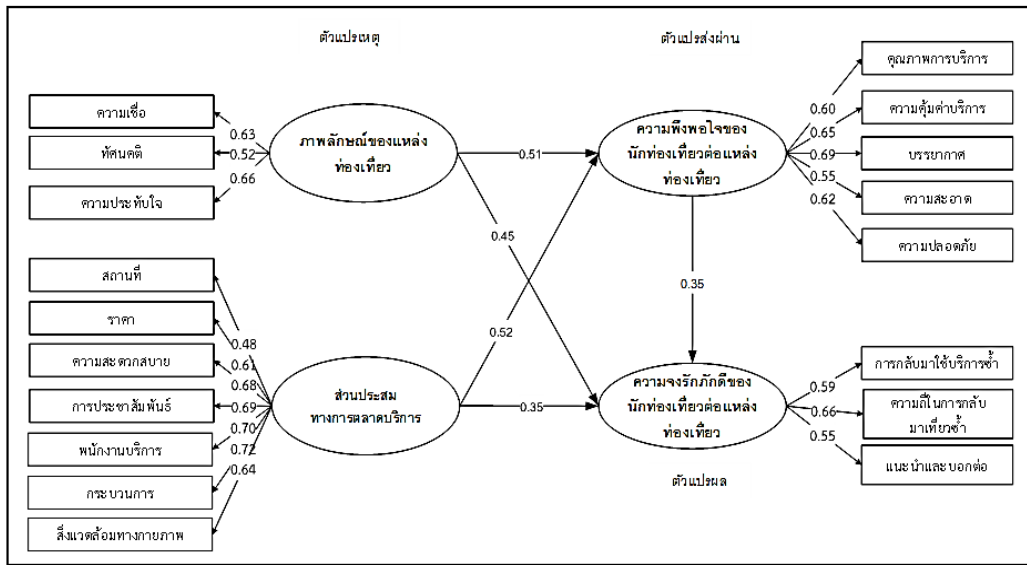 ตัวแปรเหตุ
ตัวแปรส่งผ่าน
ความเชื่อ
ทัศนคติ
ความประทับใจ
0.63
0.52
0.66
ภาพลักษณ์ของแหล่ง
ท่องเที่ยว
0.51
0.45
ความพึงพอใจของ
นักท่องเที่ยวต่อแหล่ง
ท่องเที่ยว
0.60
0.65
0.69
0.55
0.62
คุณภาพการบริการ
ความคุ้มค่าบริการ
บรรยากาศ
ความสะอาด
ความปลอดภัย
0.35
สถานที่
ราคา
ความสะดวกสบาย
การประชาสัมพันธ์
พนักงานบริการ
กระบวนการ
สิ่งแวดล้อมทางกายภาพ
0.48
0.61
0.68
0.69
0.70
0.72
0.64
ส่วนประสม
ทางการตลาดบริการ
0.52
0.35
ความจงรักภักดีของ
นักท่องเที่ยวต่อแหล่ง
ท่องเที่ยว
ตัวแปรผล
0.59
0.66
0.55
การกลับมาใช้บริการซ้ำ
ความถี่ในการกลับ
มาเที่ยวซ้ำ
แนะนำและบอกต่อ